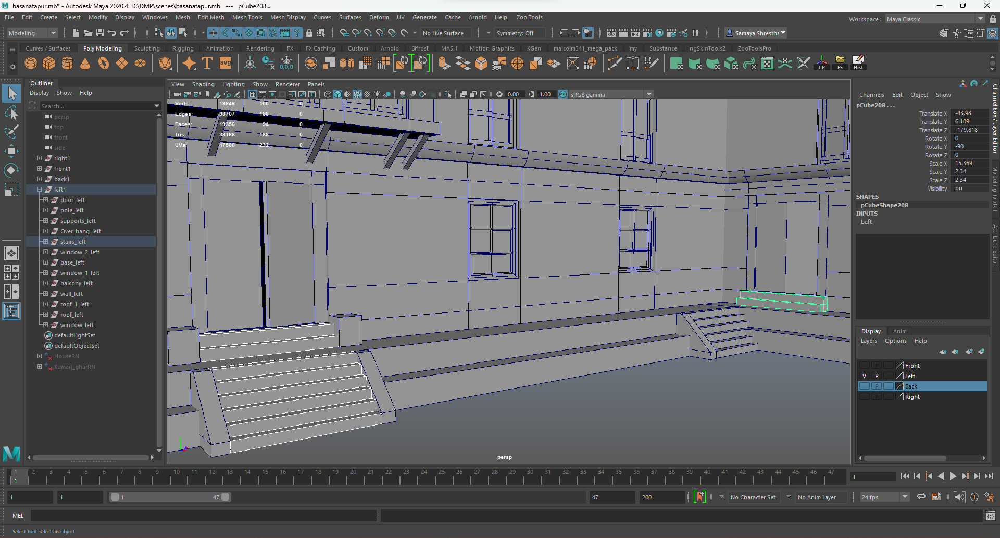 basanatapur.mb* - Autodesk Maya 2020.4: D:\DMP\scenes\basanatapur.mb --- pCube208...
File Edit Create Select Modify Display Windows Mesh Edit Mesh Mesh Tools Mesh Display Curves Surfaces Deform UV Generate Cache Arnold Help Zoo Tools
Workspace : Maya Classic
Modeling No Live Surface Symmetry: Off Samaya Shrestha
Curves / Surfaces Poly Modeling Sculpting Rigging Animation Rendering FX FX Caching Custom Arnold Bifrost MASH Motion Graphics XGen malcolm341_mega_pack my Substance ngSkinTools2 ZooToolsPro
T svg 0,0,0 IPR CP ES Hist
Outliner
Display Show Help
Search...
persp
top
front
side
right1
front1
back1
left1
door_left
pole_left
supports_left
Over_hang_left
stairs_left
window_2_left
base_left
window_1_left
balcony_left
wall_left
roof_1_left
roof_left
window_left
defaultLightSet
defaultObjectSet
HouseRN
Kumari_gharRN
View Shading Lighting Show Renderer Panels
0.00 1.00 ON sRGB gamma
Verts: 19946 100 0
Edges: 38707 188 0
Faces: 19356 94 0
Tris: 38168 188 0
UVs: 47500 232 0
persp
Channels Edit Object Show
pCube208 . . .
Translate X -43.98
Translate Y 6.109
Translate Z -179.818
Rotate X 0
Rotate Y -90
Rotate Z 0
Scale X 15.369
Scale Y 2.34
Scale Z 2.34
Visibility on
SHAPES
pCubeShape208
INPUTS
Left
Channel Box / Layer Editor
Modeling Toolkit
Attribute Editor
Display Anim
Layers Options Help
P Front
V P Left
P Back
P Right
1 2 3 4 5 6 7 8 9 10 11 12 13 14 15 16 17 18 19 20 21 22 23 24 25 26 27 28 29 30 31 32 33 34 35 36 37 38 39 40 41 42 43 44 45 46 47
1
1
1 1 1 47 47 200 No Character Set No Anim Layer 24 fps
MEL
Select Tool: select an object